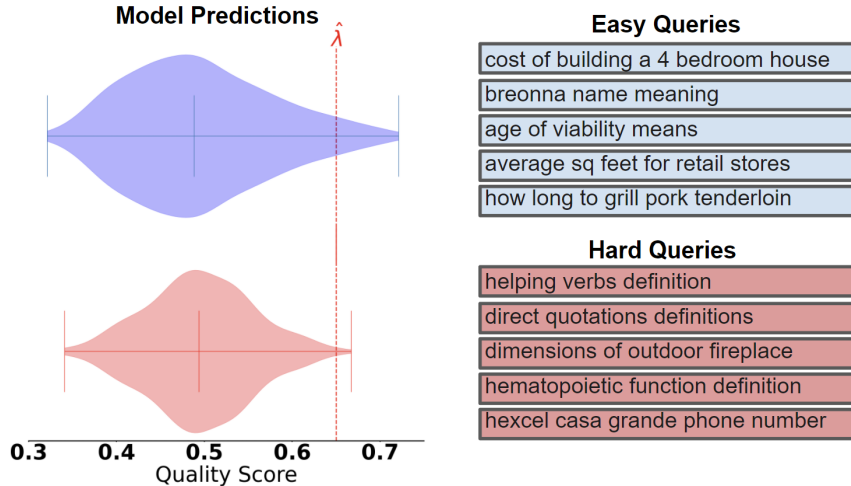 Model Predictions
λ̂
0.3 0.4 0.5 0.6 0.7
Quality Score
Easy Queries
cost of building a 4 bedroom house
breonna name meaning
age of viability means
average sq feet for retail stores
how long to grill pork tenderloin
Hard Queries
helping verbs definition
direct quotations definitions
dimensions of outdoor fireplace
hematopoietic function definition
hexcel casa grande phone number